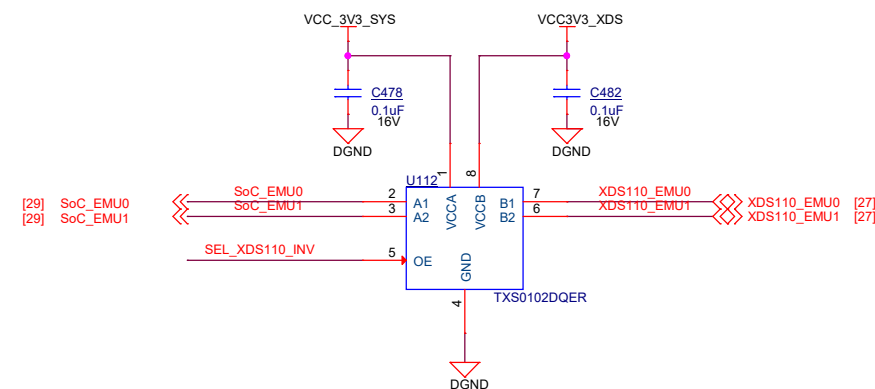 VCC_3V3_SYS
VCC3V3_XDS
C478
0.1uF
16V
C482
0.1uF
16V
DGND
DGND
1
8
U112
[29] SoC_EMU0
SoC_EMU0
2
A1
VCCA
VCCB
B1
7
XDS110_EMU0
XDS110_EMU0 [27]
[29] SoC_EMU1
SoC_EMU1
3
A2
B2
6
XDS110_EMU1
XDS110_EMU1 [27]
SEL_XDS110_INV
5
OE
GND
4
TXS0102DQER
DGND